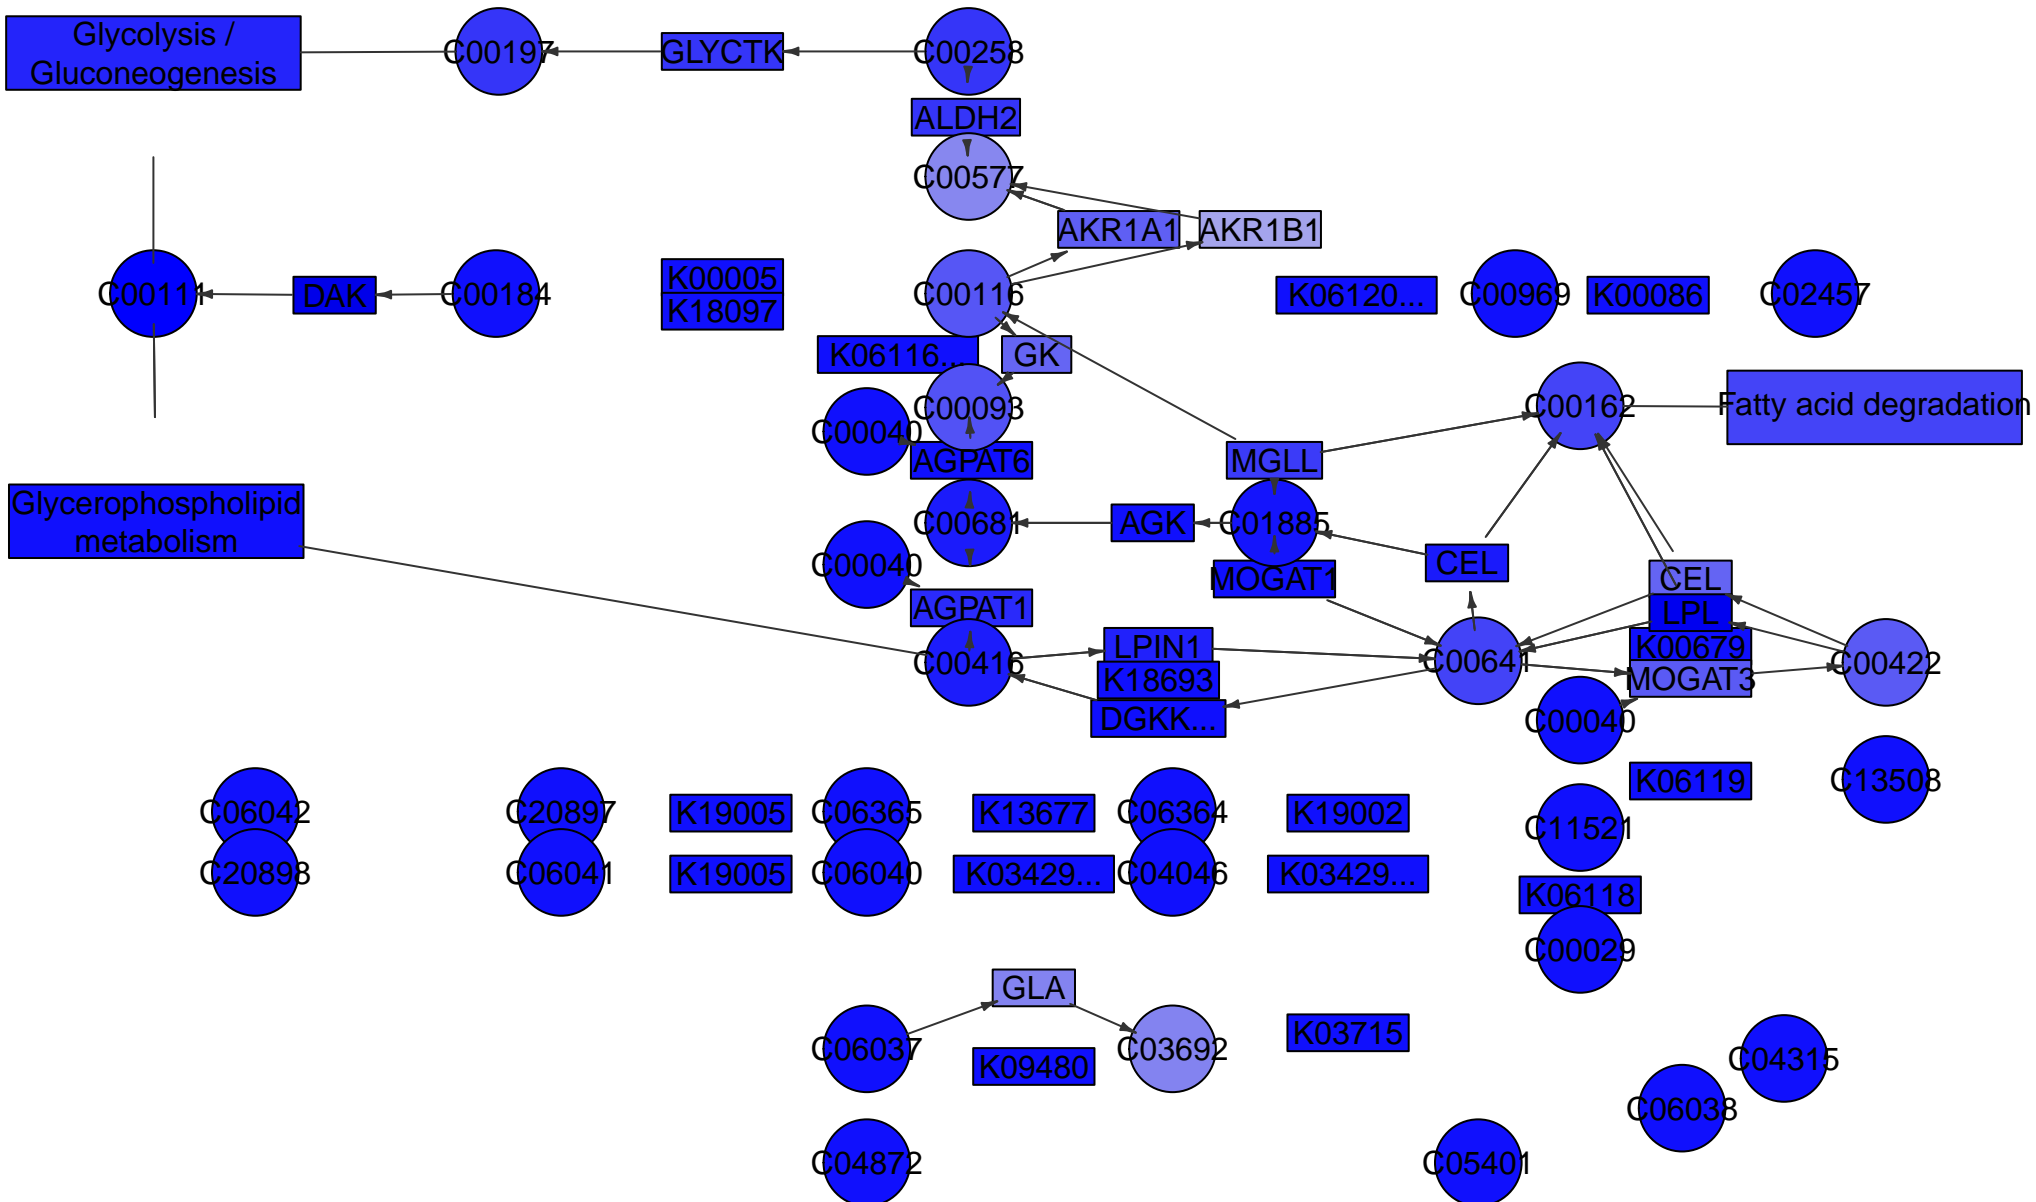 Glycolysis /
Gluconeogenesis
C00197
GLYCTK
C00258
ALDH2
C00577
AKR1A1
AKR1B1
C00111
DAK
C00184
K00005
K18097
C00116
K06120...
C00969
K00086
C02457
K06116...
GK
C00093
C00040
C00162
Fatty acid degradation
AGPAT6
MGLL
Glycerophospholipid
metabolism
C00681
AGK
C01885
CEL
C00040
MOGAT1
CEL
AGPAT1
LPL
C00416
LPIN1
K18693
DGKK...
C00641
K00679
MOGAT3
C00422
C00040
K06119
C13508
C06042
C20897
K19005
C06365
K13677
C06364
K19002
C11521
C20898
C06041
K19005
C06040
K03429...
C04046
K03429...
K06118
C00029
GLA
C06037
K09480
C03692
K03715
C04315
C06038
C04872
C05401